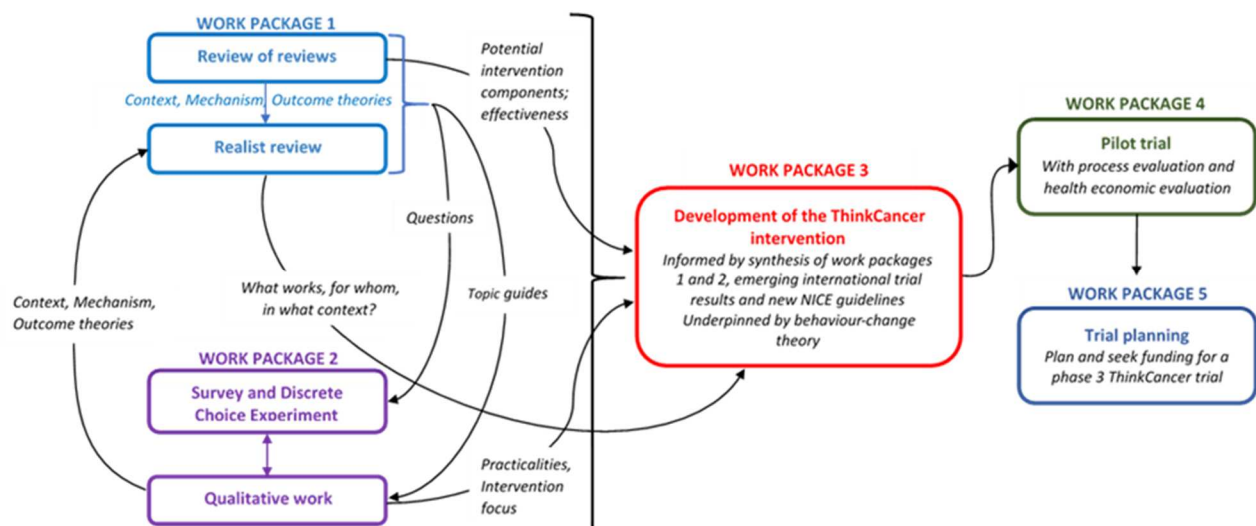 WORK PACKAGE 1
Review of reviews
Context, Mechanism, Outcome theories
Realist review
Potential
intervention
components;
effectiveness
Questions
Topic guides
What works, for whom,
in what context?
Context, Mechanism,
Outcome theories
WORK PACKAGE 2
Survey and Discrete
Choice Experiment
Qualitative work
Practicalities,
Intervention
focus
WORK PACKAGE 3
Development of the ThinkCancer
intervention
Informed by synthesis of work packages
1 and 2, emerging international trial
results and new NICE guidelines
Underpinned by behaviour-change
theory
WORK PACKAGE 4
Pilot trial
With process evaluation and
health economic evaluation
WORK PACKAGE 5
Trial planning
Plan and seek funding for a
phase 3 ThinkCancer trial